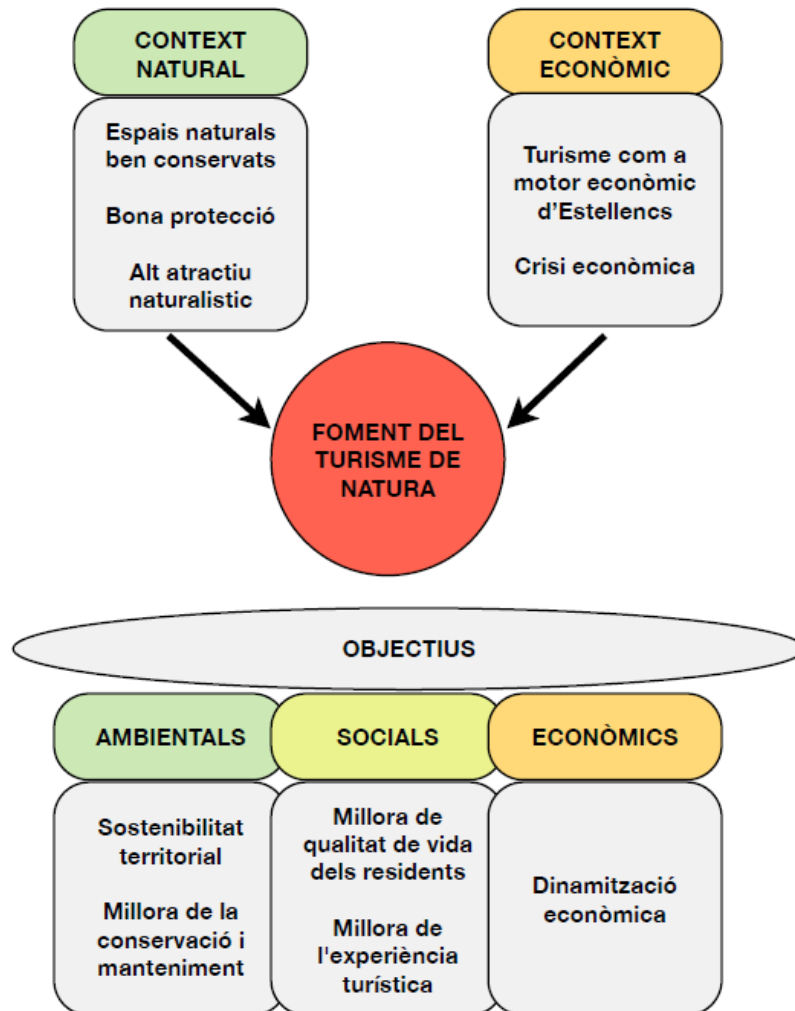 CONTEXT
NATURAL
Espais naturals
ben conservats
Bona protecció
Alt atractiu
naturalistic
CONTEXT
ECONÒMIC
Turisme com a
motor econòmic
d'Estellencs
Crisi econòmica
FOMENT DEL
TURISME DE
NATURA
OBJECTIUS
AMBIENTALS
Sostenibilitat
territorial
Millora de la
conservació i
manteniment
SOCIALS
Millora de
qualitat de vida
dels residents
Millora de
l'experiència
turística
ECONÒMICS
Dinamització
econòmica